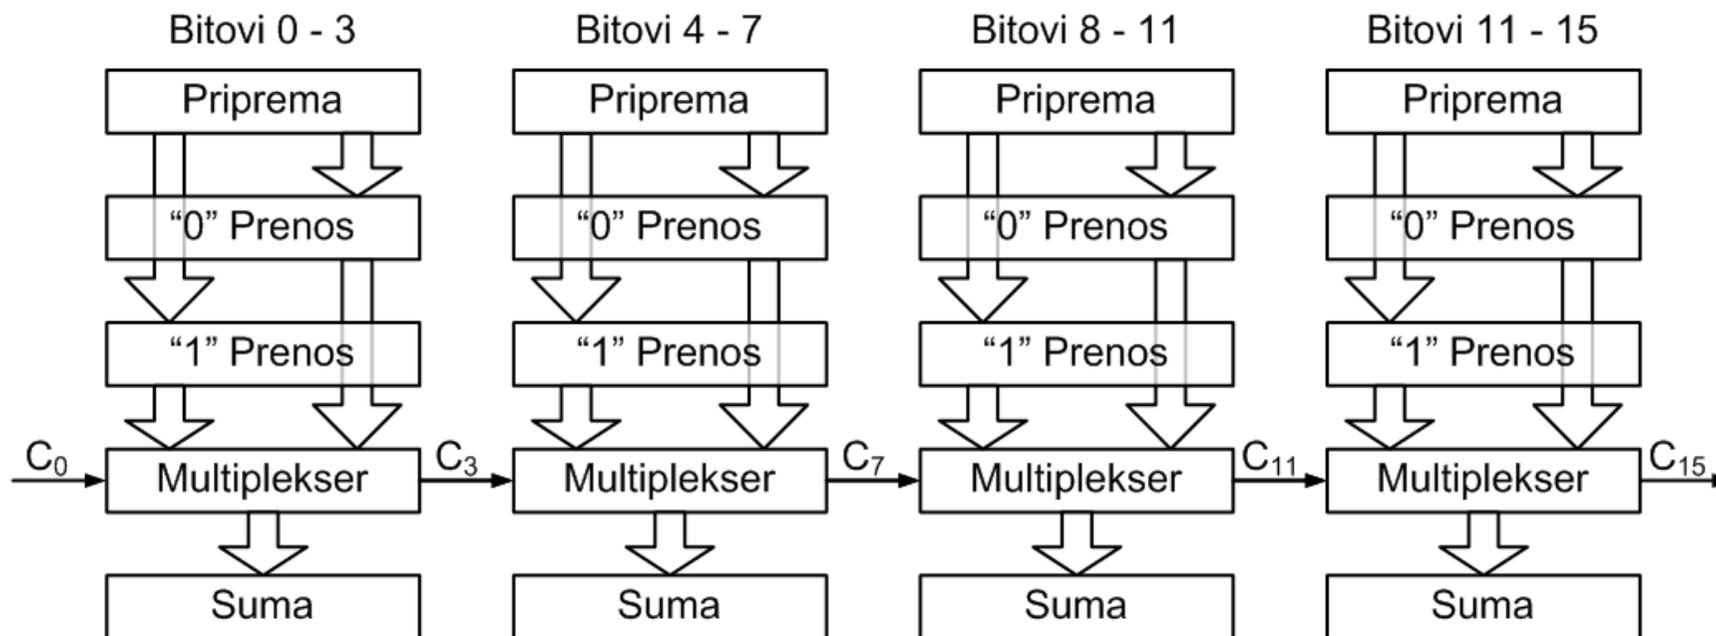 Bitovi 0 - 3 Bitovi 4 - 7 Bitovi 8 - 11 Bitovi 11 - 15
Priprema Priprema Priprema Priprema
“0” Prenos “0” Prenos “0” Prenos “0” Prenos
“1” Prenos “1” Prenos “1” Prenos “1” Prenos
C₀ Multiplekser C₃ Multiplekser C₇ Multiplekser C₁₁ Multiplekser C₁₅
Suma Suma Suma Suma